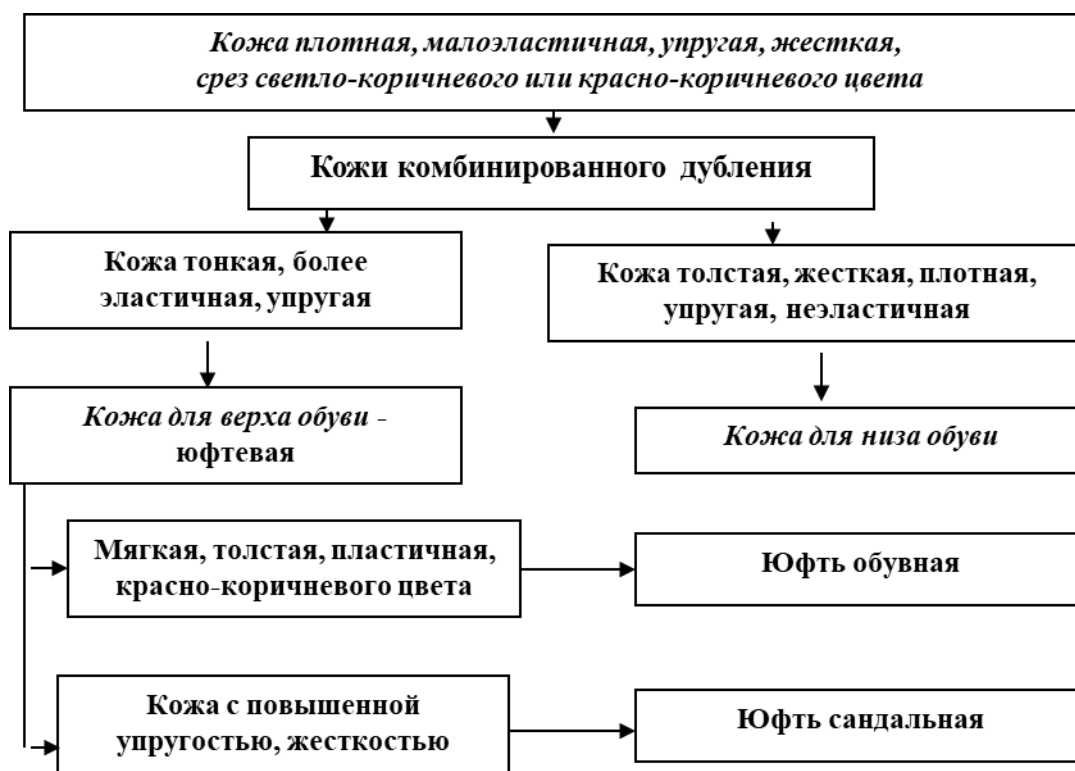 Кожа плотная, малоэластичная, упругая, жесткая,
срез светло-коричневого или красно-коричневого цвета
Кожи комбинированного дубления
Кожа тонкая, более
эластичная, упругая
Кожа толстая, жесткая, плотная,
упругая, неэластичная
Кожа для верха обуви -
юфтевая
Кожа для низа обуви
Мягкая, толстая, пластичная,
красно-коричневого цвета
Юфть обувная
Кожа с повышенной
упругостью, жесткостью
Юфть сандальная